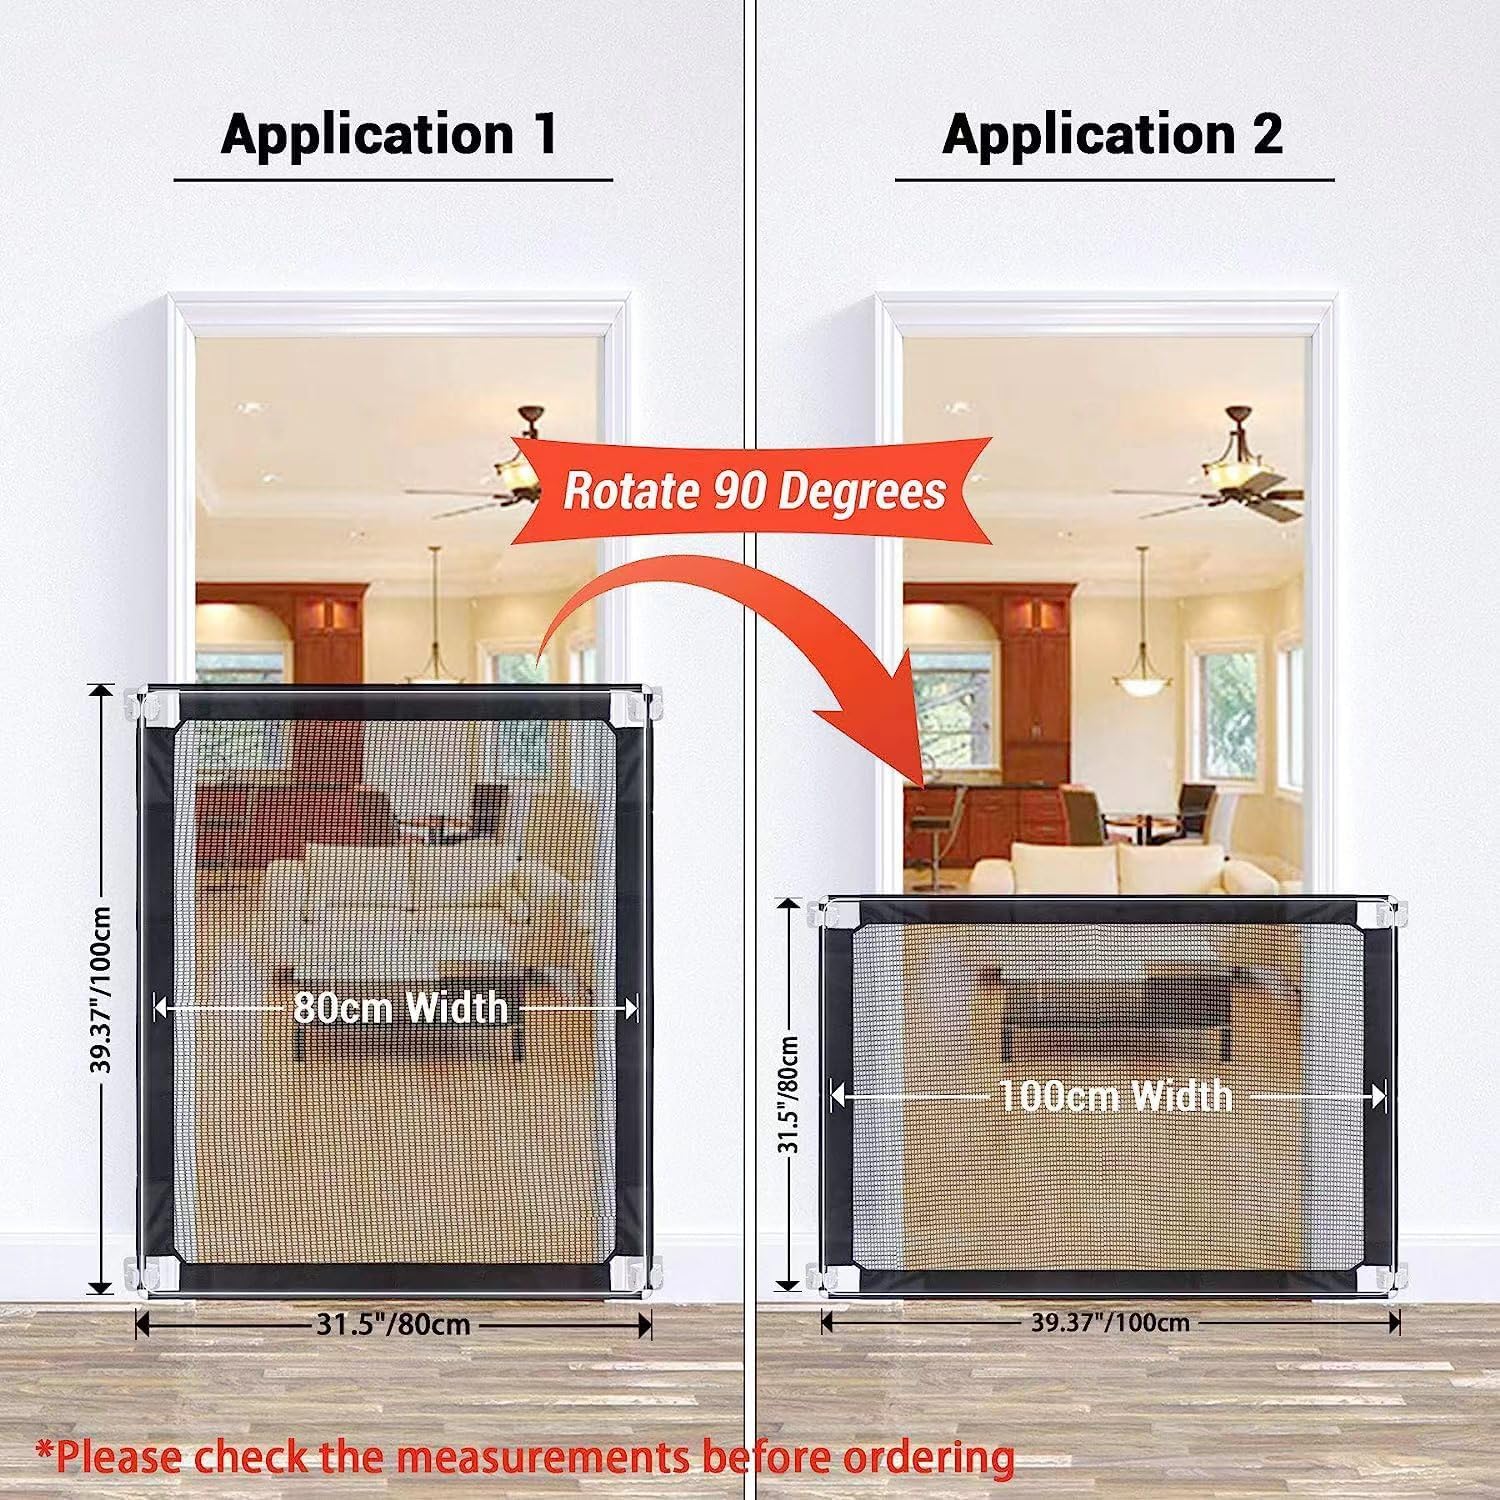 Application 1
Application 2
Rotate 90 Degrees
39.37"/100cm
80cm Width
31.5"/80cm
31.5"/80cm
100cm Width
39.37"/100cm
*Please check the measurements before ordering